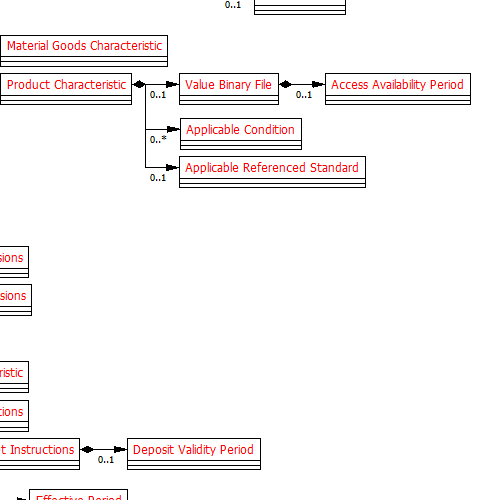 0..1
Material Goods Characteristic
Product Characteristic
0..1
Value Binary File
0..1
Access Availability Period
0..*
Applicable Condition
0..1
Applicable Referenced Standard
sions
sions
ristic
tions
t Instructions
0..1
Deposit Validity Period
Effective Period